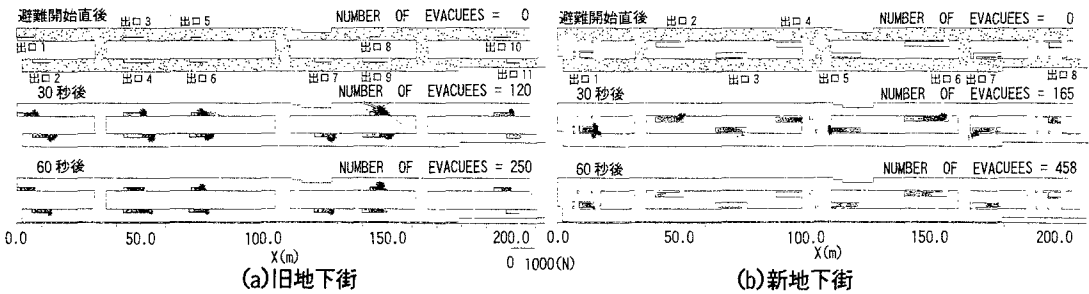 避難開始直後 出口3 出口5 NUMBER OF EVACUEES = 0
出口1 出口8 出口10
出口2 出口4 出口6 出口7 出口9 出口11
30秒後 NUMBER OF EVACUEES = 120
60秒後 NUMBER OF EVACUEES = 250
0.0 50.0 100.0 150.0 200.0
X(m)
0 1000(N)
(a)旧地下街
避難開始直後 出口2 出口4 NUMBER OF EVACUEES = 0
出口1 出口3 出口5 出口6 出口7 出口8
30秒後 NUMBER OF EVACUEES = 165
60秒後 NUMBER OF EVACUEES = 458
0.0 50.0 100.0 150.0 200.0
X(m)
(b)新地下街